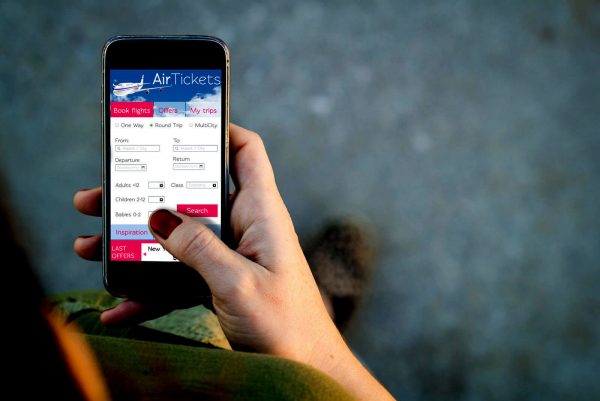 AirTickets
Book flights Offers My trips
One Way Round Trip MultiCity
From: To:
Departure: Return
Adults <12 Class
Children 2-12
Babies 0-2 Search
Inspiration
LAST New
OFFERS